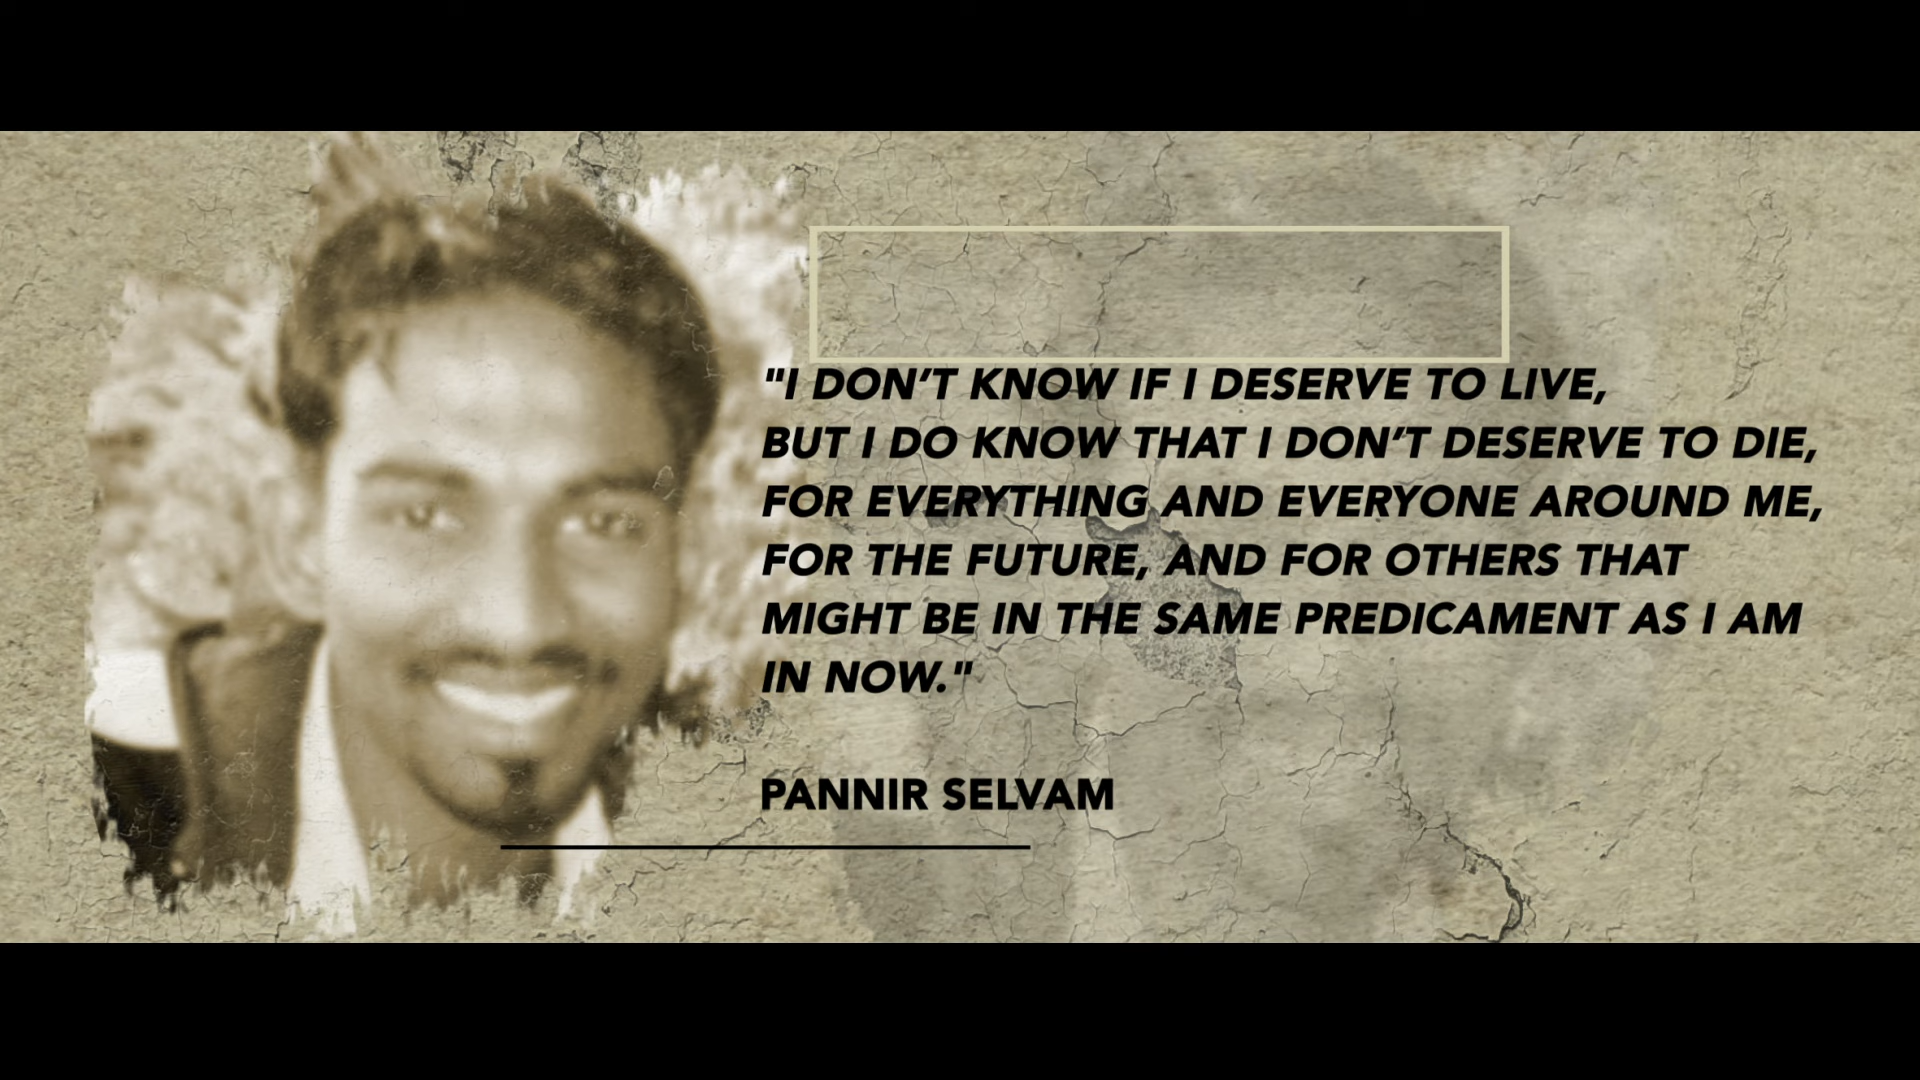 "I DON'T KNOW IF I DESERVE TO LIVE,
BUT I DO KNOW THAT I DON'T DESERVE TO DIE,
FOR EVERYTHING AND EVERYONE AROUND ME,
FOR THE FUTURE, AND FOR OTHERS THAT
MIGHT BE IN THE SAME PREDICAMENT AS I AM
IN NOW."
PANNIR SELVAM